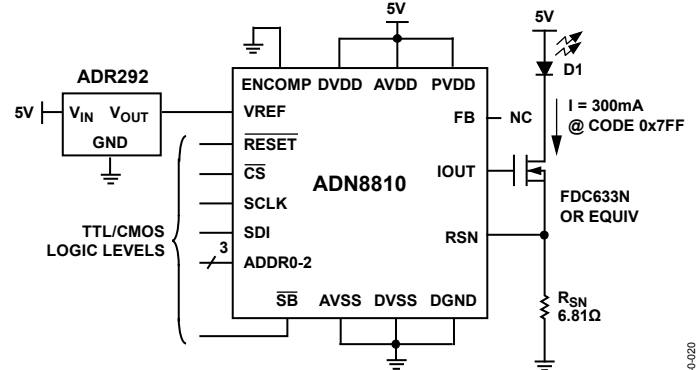 5V
5V
ADR292
ENCOMP DVDD AVDD PVDD
D1
5V
VIN VOUT
GND
VREF
FB
NC
I = 300mA
@ CODE 0x7FF
RESET
CS
SCLK
SDI
ADDR0-2
3
TTL/CMOS
LOGIC LEVELS
ADN8810
IOUT
FDC633N
OR EQUIV
RSN
SB AVSS DVSS DGND
RSN
6.81Ω
0-020